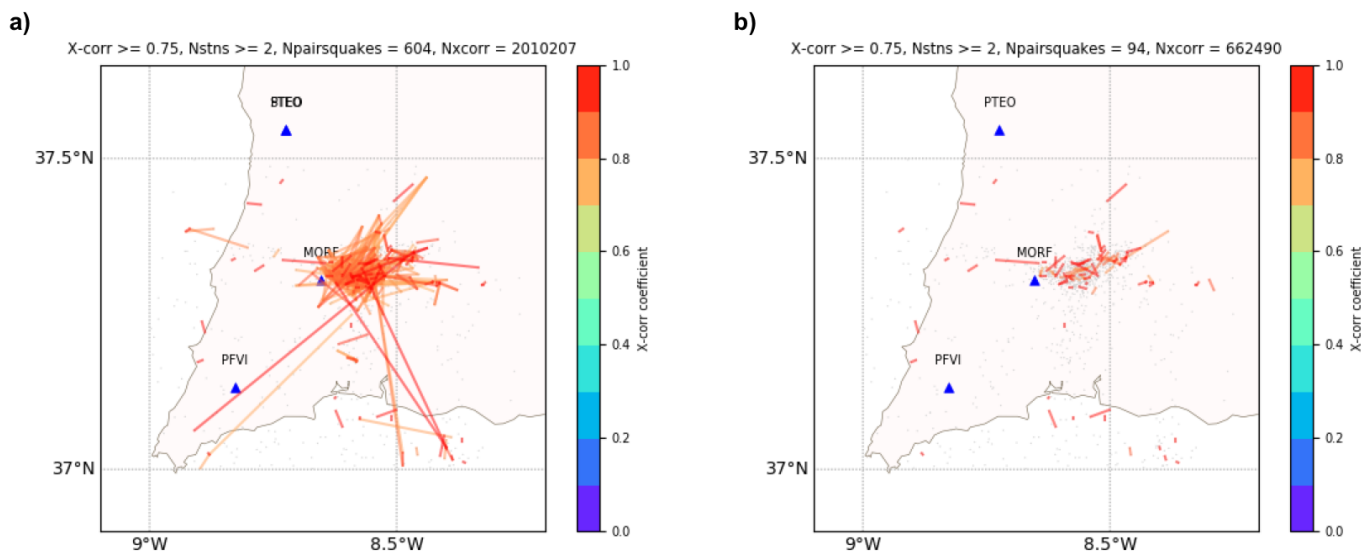 a)
X-corr >= 0.75, Nstns >= 2, Npairsquakes = 604, Nxcorr = 2010207
37.5°N
37°N
9°W
8.5°W
PTEO
MORF
PFVI
1.0
0.8
0.6
0.4
0.2
0.0
X-corr coefficient
b)
X-corr >= 0.75, Nstns >= 2, Npairsquakes = 94, Nxcorr = 662490
37.5°N
37°N
9°W
8.5°W
PTEO
MORF
PFVI
1.0
0.8
0.6
0.4
0.2
0.0
X-corr coefficient